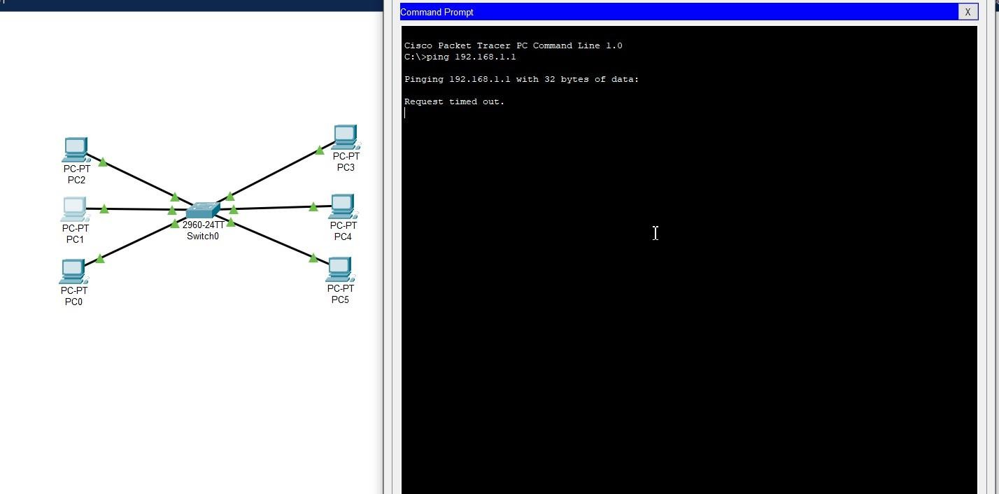 Command Prompt
X
Cisco Packet Tracer PC Command Line 1.0
C:\>ping 192.168.1.1
Pinging 192.168.1.1 with 32 bytes of data:
Request timed out.
PC-PT
PC2
PC-PT
PC1
PC-PT
PC0
2960-24TT
Switch0
PC-PT
PC3
PC-PT
PC4
PC-PT
PC5